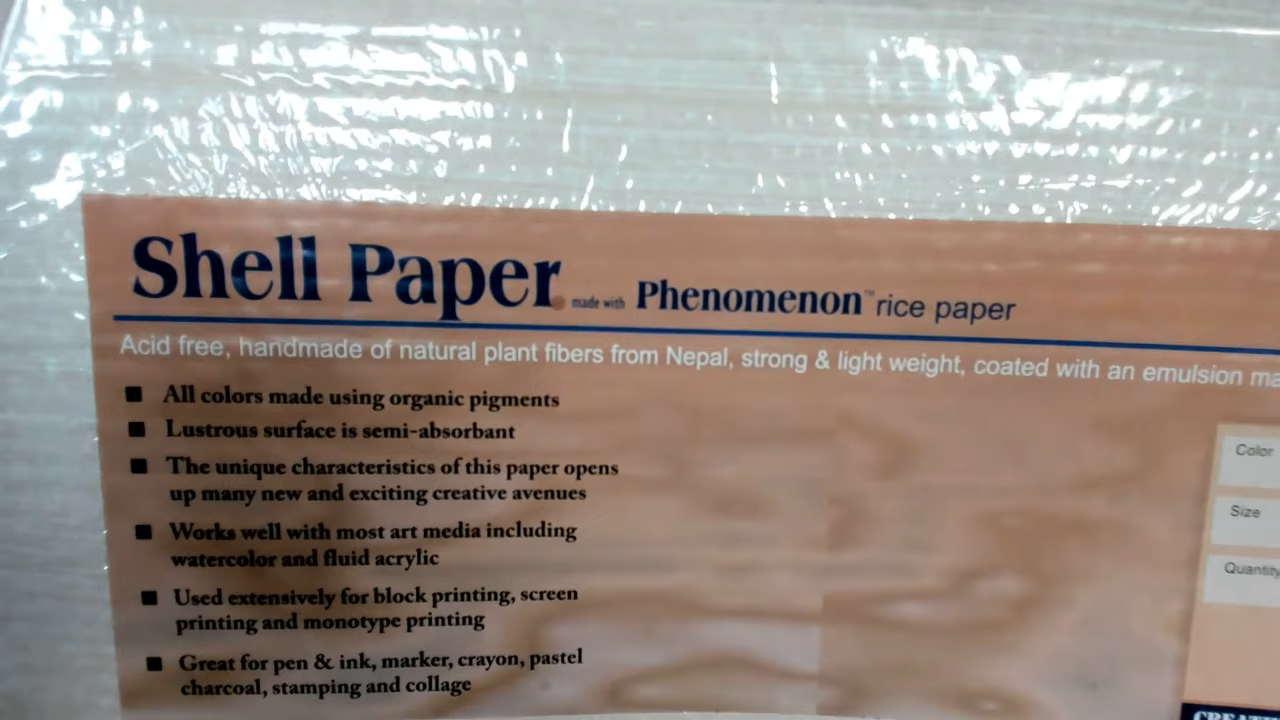 Shell Paper made with Phenomenon™ rice paper
Acid free, handmade of natural plant fibers from Nepal, strong & light weight, coated with an emulsion
■ All colors made using organic pigments
■ Lustrous surface is semi-absorbant
■ The unique characteristics of this paper opens
up many new and exciting creative avenues
■ Works well with most art media including
watercolor and fluid acrylic
■ Used extensively for block printing, screen
printing and monotype printing
■ Great for pen & ink, marker, crayon, pastel
charcoal, stamping and collage
Color
Size
Quantity